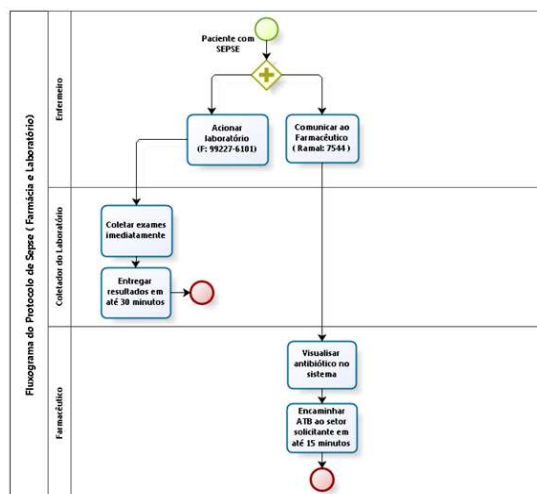 Fluxograma do Protocolo de Sepse ( Farmácia e Laboratório)
Enfermeiro
Paciente com
SEPSE
Acionar
laboratório
(F: 99227-6101)
Comunicar ao
Farmacêutico
( Ramal: 7544 )
Coletador do Laboratório
Coletar exames
imediatamente
Entregar
resultados em
até 30 minutos
Farmacêutico
Visualisar
antibiótico no
sistema
Encaminhar
ATB ao setor
solicitante em
até 15 minutos